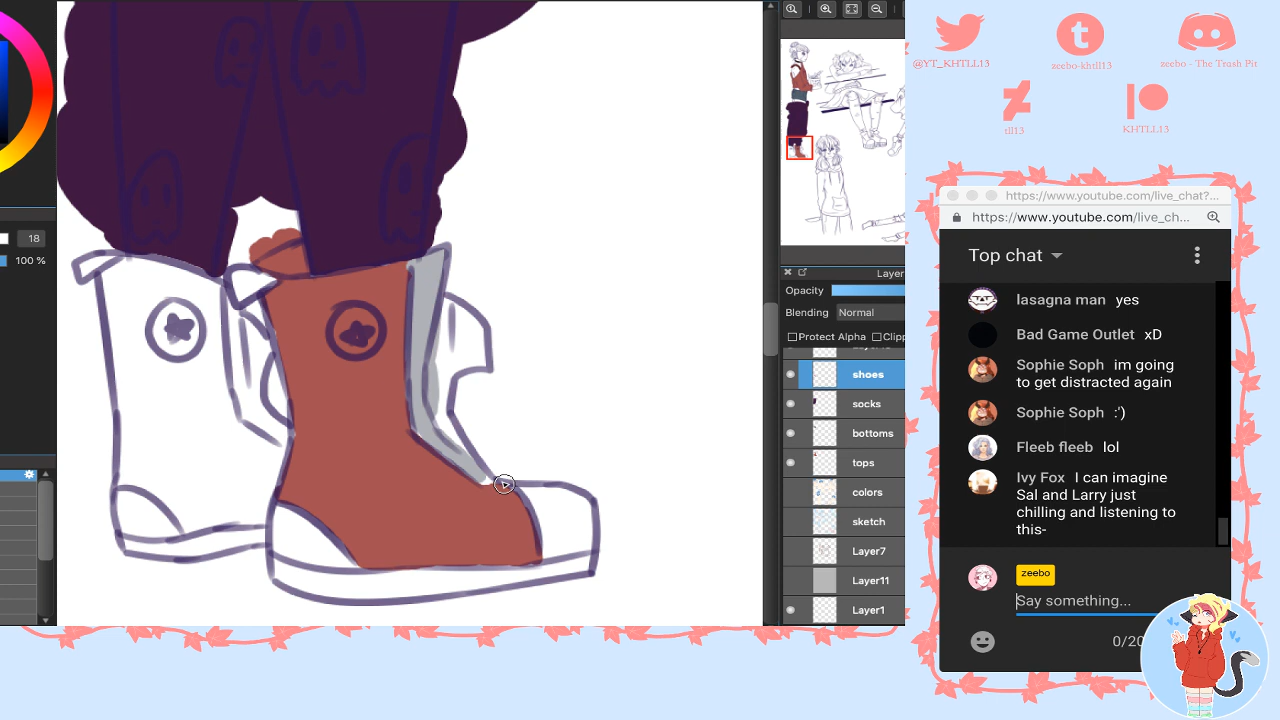 18
100 %
Layer
Opacity
Blending Normal
Protect Alpha Clipp
shoes
socks
bottoms
tops
colors
sketch
Layer7
Layer11
Layer1
@YT_KHTLL13
zeebo-khtll13
zeebo - The Trash Pit
tll13
KHTLL13
https://www.youtube.com/live_chat?...
https://www.youtube.com/live_ch...
Top chat
lasagna man yes
Bad Game Outlet xD
Sophie Soph im going
to get distracted again
Sophie Soph :')
Fleeb fleeb lol
Ivy Fox I can imagine
Sal and Larry just
chilling and listening to
this-
zeebo
Say something...
0/20